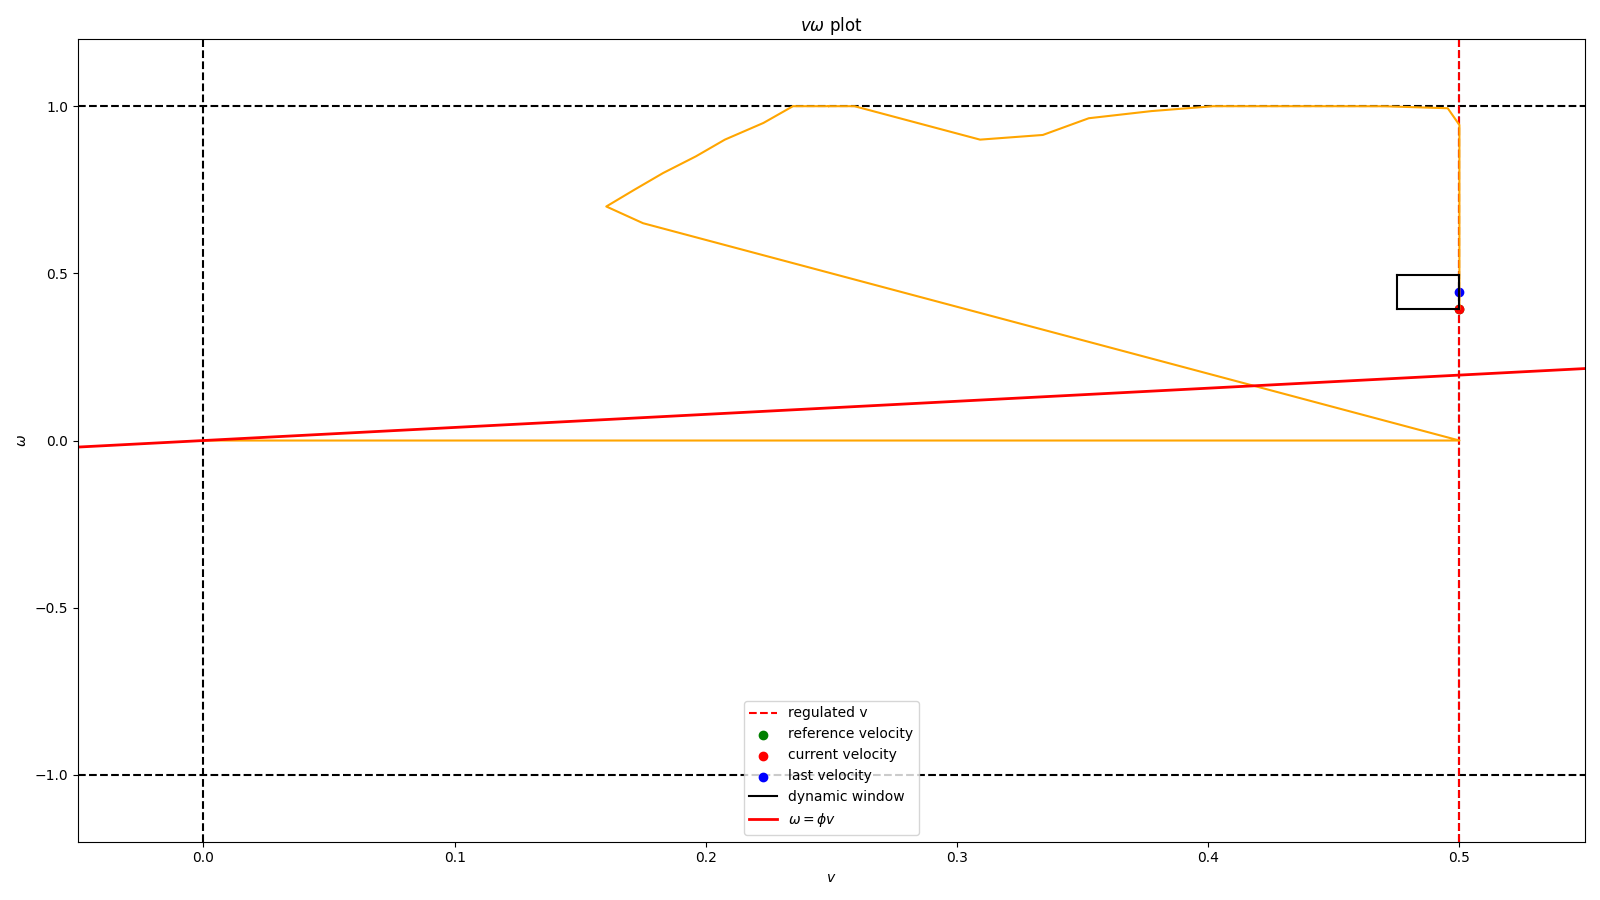 vω plot
1.0
0.5
0.0
−0.5
−1.0
ω
0.0 0.1 0.2 0.3 0.4 0.5
v
regulated v
reference velocity
current velocity
last velocity
dynamic window
ω = ϕv